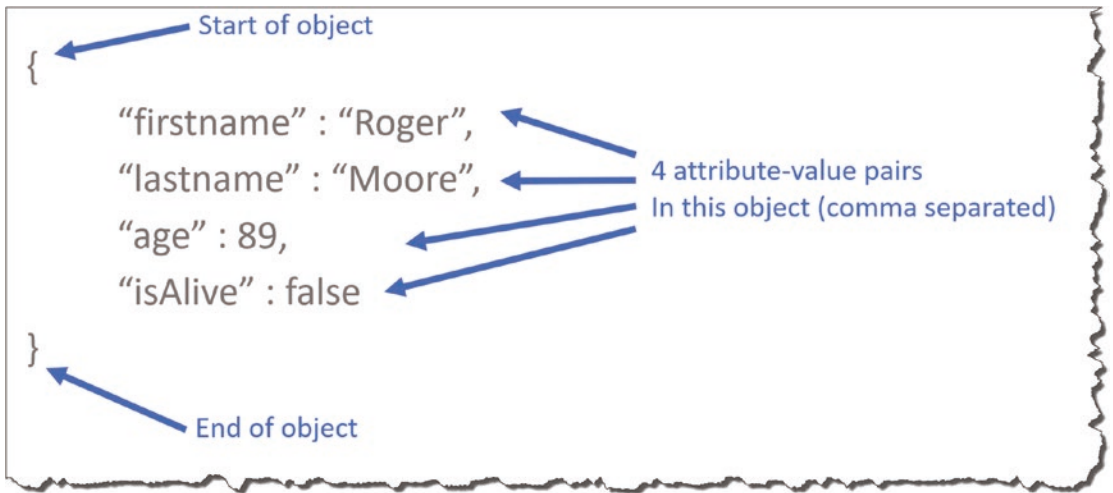 Start of object
{
“firstname” : “Roger”,
“lastname” : “Moore”,
4 attribute-value pairs
In this object (comma separated)
“age” : 89,
“isAlive” : false
}
End of object